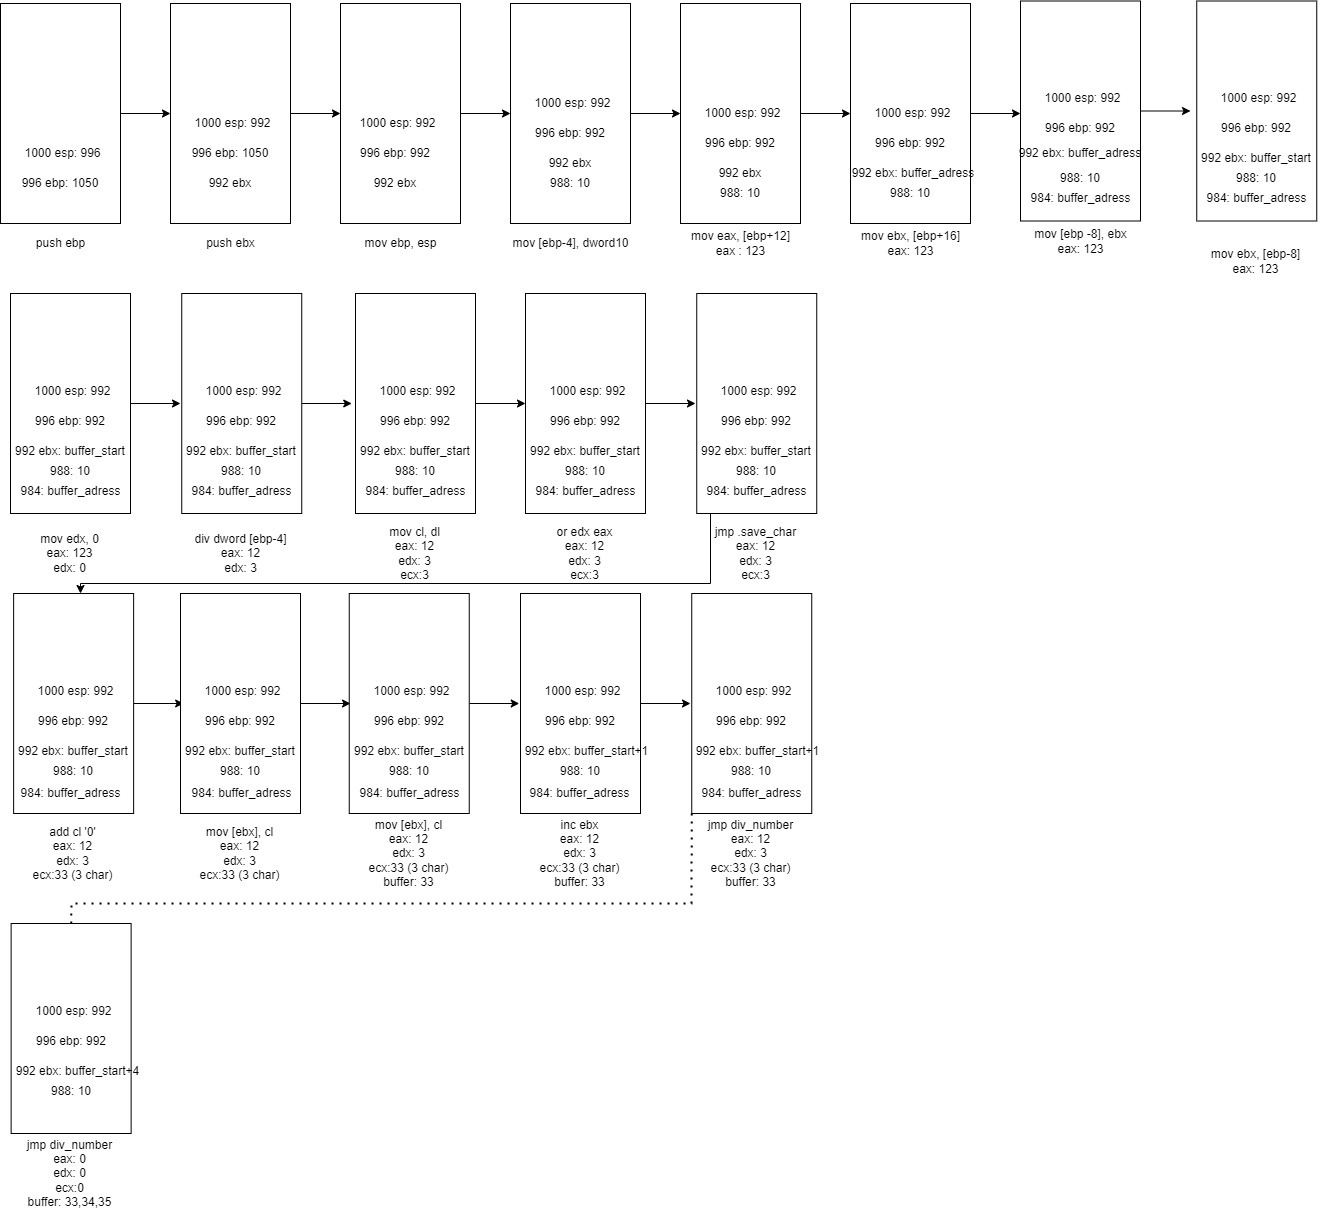 1000 esp: 996
996 ebp: 1050
push ebp
1000 esp: 992
996 ebp: 1050
992 ebx
push ebx
1000 esp: 992
996 ebp: 992
992 ebx
mov ebp, esp
1000 esp: 992
996 ebp: 992
992 ebx
988: 10
mov [ebp-4], dword10
1000 esp: 992
996 ebp: 992
992 ebx
988: 10
mov eax, [ebp+12]
eax : 123
1000 esp: 992
996 ebp: 992
992 ebx: buffer_adress
988: 10
mov ebx, [ebp+16]
eax: 123
1000 esp: 992
996 ebp: 992
992 ebx: buffer_adress
988: 10
984: buffer_adress
mov [ebp -8], ebx
eax: 123
1000 esp: 992
996 ebp: 992
992 ebx: buffer_start
988: 10
984: buffer_adress
mov ebx, [ebp-8]
eax: 123
1000 esp: 992
996 ebp: 992
992 ebx: buffer_start
988: 10
984: buffer_adress
mov edx, 0
eax: 123
edx: 0
1000 esp: 992
996 ebp: 992
992 ebx: buffer_start
988: 10
984: buffer_adress
div dword [ebp-4]
eax: 12
edx: 3
1000 esp: 992
996 ebp: 992
992 ebx: buffer_start
988: 10
984: buffer_adress
mov cl, dl
eax: 12
edx: 3
ecx:3
1000 esp: 992
996 ebp: 992
992 ebx: buffer_start
988: 10
984: buffer_adress
or edx eax
eax: 12
edx: 3
ecx:3
1000 esp: 992
996 ebp: 992
992 ebx: buffer_start
988: 10
984: buffer_adress
jmp .save_char
eax: 12
edx: 3
ecx:3
1000 esp: 992
996 ebp: 992
992 ebx: buffer_start
988: 10
984: buffer_adress
add cl '0'
eax: 12
edx: 3
ecx:33 (3 char)
1000 esp: 992
996 ebp: 992
992 ebx: buffer_start
988: 10
984: buffer_adress
mov [ebx], cl
eax: 12
edx: 3
ecx:33 (3 char)
1000 esp: 992
996 ebp: 992
992 ebx: buffer_start
988: 10
984: buffer_adress
mov [ebx], cl
eax: 12
edx: 3
ecx:33 (3 char)
buffer: 33
1000 esp: 992
996 ebp: 992
992 ebx: buffer_start+1
988: 10
984: buffer_adress
inc ebx
eax: 12
edx: 3
ecx:33 (3 char)
buffer: 33
1000 esp: 992
996 ebp: 992
992 ebx: buffer_start+1
988: 10
984: buffer_adress
jmp div_number
eax: 12
edx: 3
ecx:33 (3 char)
buffer: 33
1000 esp: 992
996 ebp: 992
992 ebx: buffer_start+4
988: 10
jmp div_number
eax: 0
edx: 0
ecx:0
buffer: 33,34,35